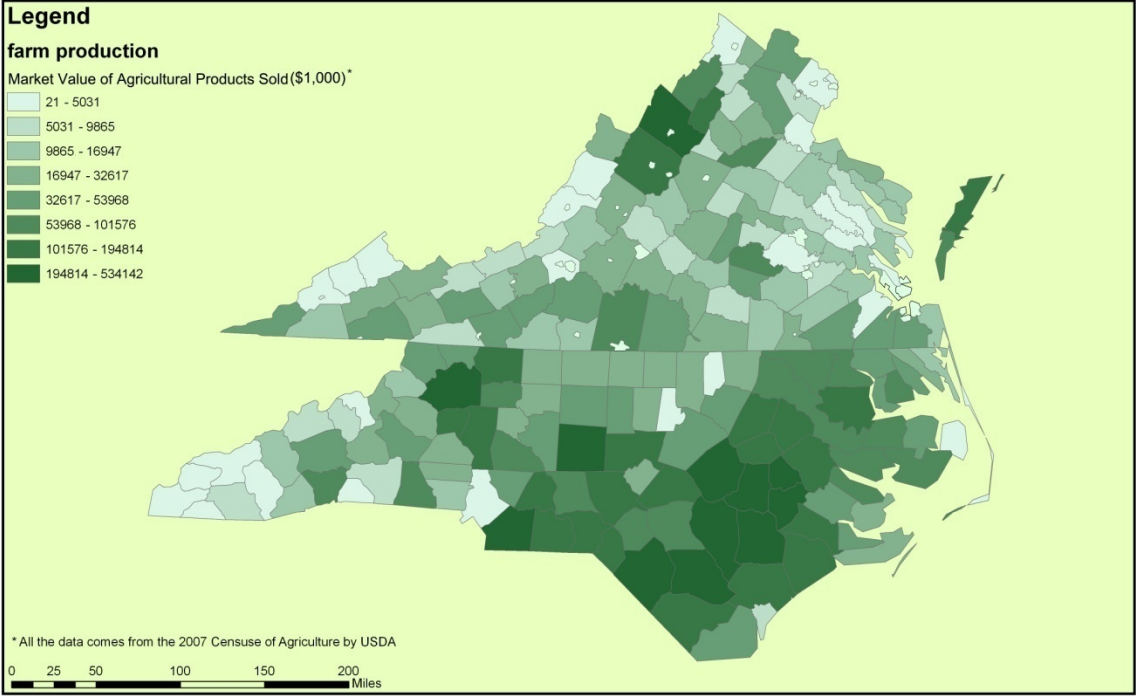 Legend
farm production
Market Value of Agricultural Products Sold($1,000)*
21 - 5031
5031 - 9865
9865 - 16947
16947 - 32617
32617 - 53968
53968 - 101576
101576 - 194814
194814 - 534142
* All the data comes from the 2007 Censuse of Agriculture by USDA
0 25 50 100 150 200
Miles